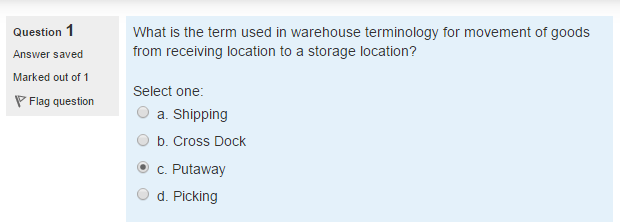 Question 1
Answer saved
Marked out of 1
Flag question
What is the term used in warehouse terminology for movement of goods
from receiving location to a storage location?
Select one:
a. Shipping
b. Cross Dock
c. Putaway
d. Picking